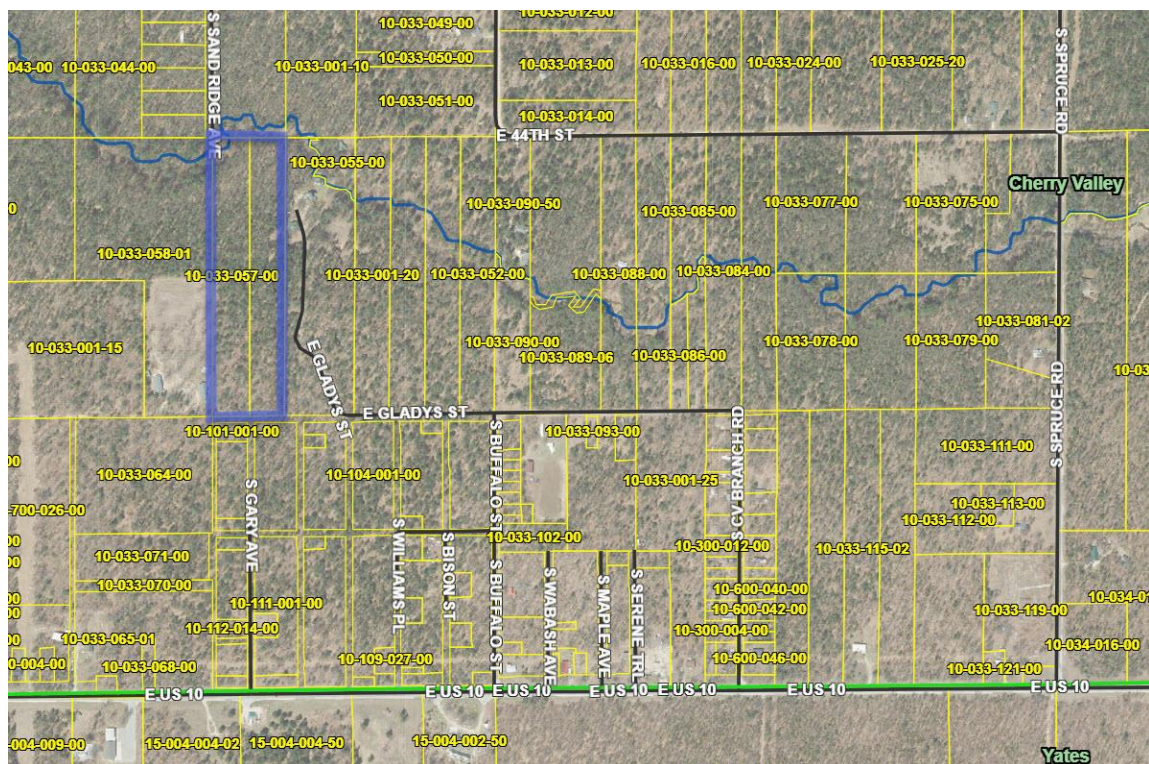 10-033-012-00
10-033-049-00
S SAND RIDGE AVE
S SPRUCE RD
043-00
10-033-044-00
10-033-001-10
10-033-050-00
10-033-013-00
10-033-016-00
10-033-024-00
10-033-025-20
10-033-051-00
10-033-014-00
E 44TH ST
10-033-055-00
Cherry Valley
10-033-090-50
10-033-085-00
10-033-077-00
10-033-075-00
0
10-033-058-01
10-033-057-00
10-033-001-20
10-033-052-00
10-033-088-00
10-033-084-00
10-033-081-02
10-033-001-15
10-033-090-00
10-033-089-06
10-033-086-00
10-033-078-00
10-033-079-00
10-03
E GLADYS ST
E GLADYS ST
S SPRUCE RD
10-101-001-00
10-033-093-00
S BUFFALO ST
S CV BRANCH RD
10-033-111-00
00
10-033-064-00
10-104-001-00
10-033-001-25
S GARY AVE
-700-026-00
10-033-113-00
10-033-112-00
S WILLIAMS PL
S BISON ST
10-033-102-00
00
10-300-012-00
10-033-115-02
10-033-071-00
00
10-033-070-00
S BUFFALO ST
S WABASH AVE
S MAPLE AVE
S SERENE TRL
10-600-040-00
10-034-01
00
10-111-001-00
10-600-042-00
10-033-119-00
00
10-112-014-00
10-300-004-00
10-033-065-01
00
10-034-016-00
0-004-00
10-033-068-00
10-109-027-00
10-600-046-00
10-033-121-00
E US 10
E US 10
E US 10
E US 10
E US 10
E US 10
E US 10
-004-009-00
15-004-004-02
15-004-004-50
15-004-002-50
Yates